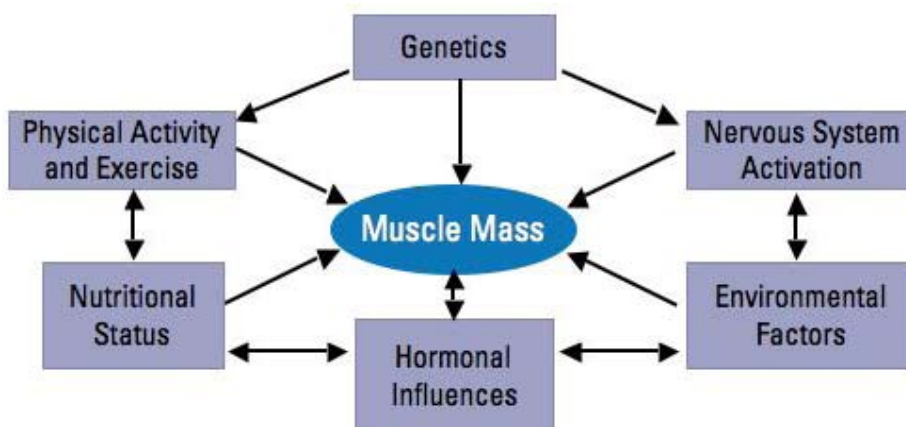 Genetics
Physical Activity
and Exercise
Nervous System
Activation
Muscle Mass
Nutritional
Status
Hormonal
Influences
Environmental
Factors